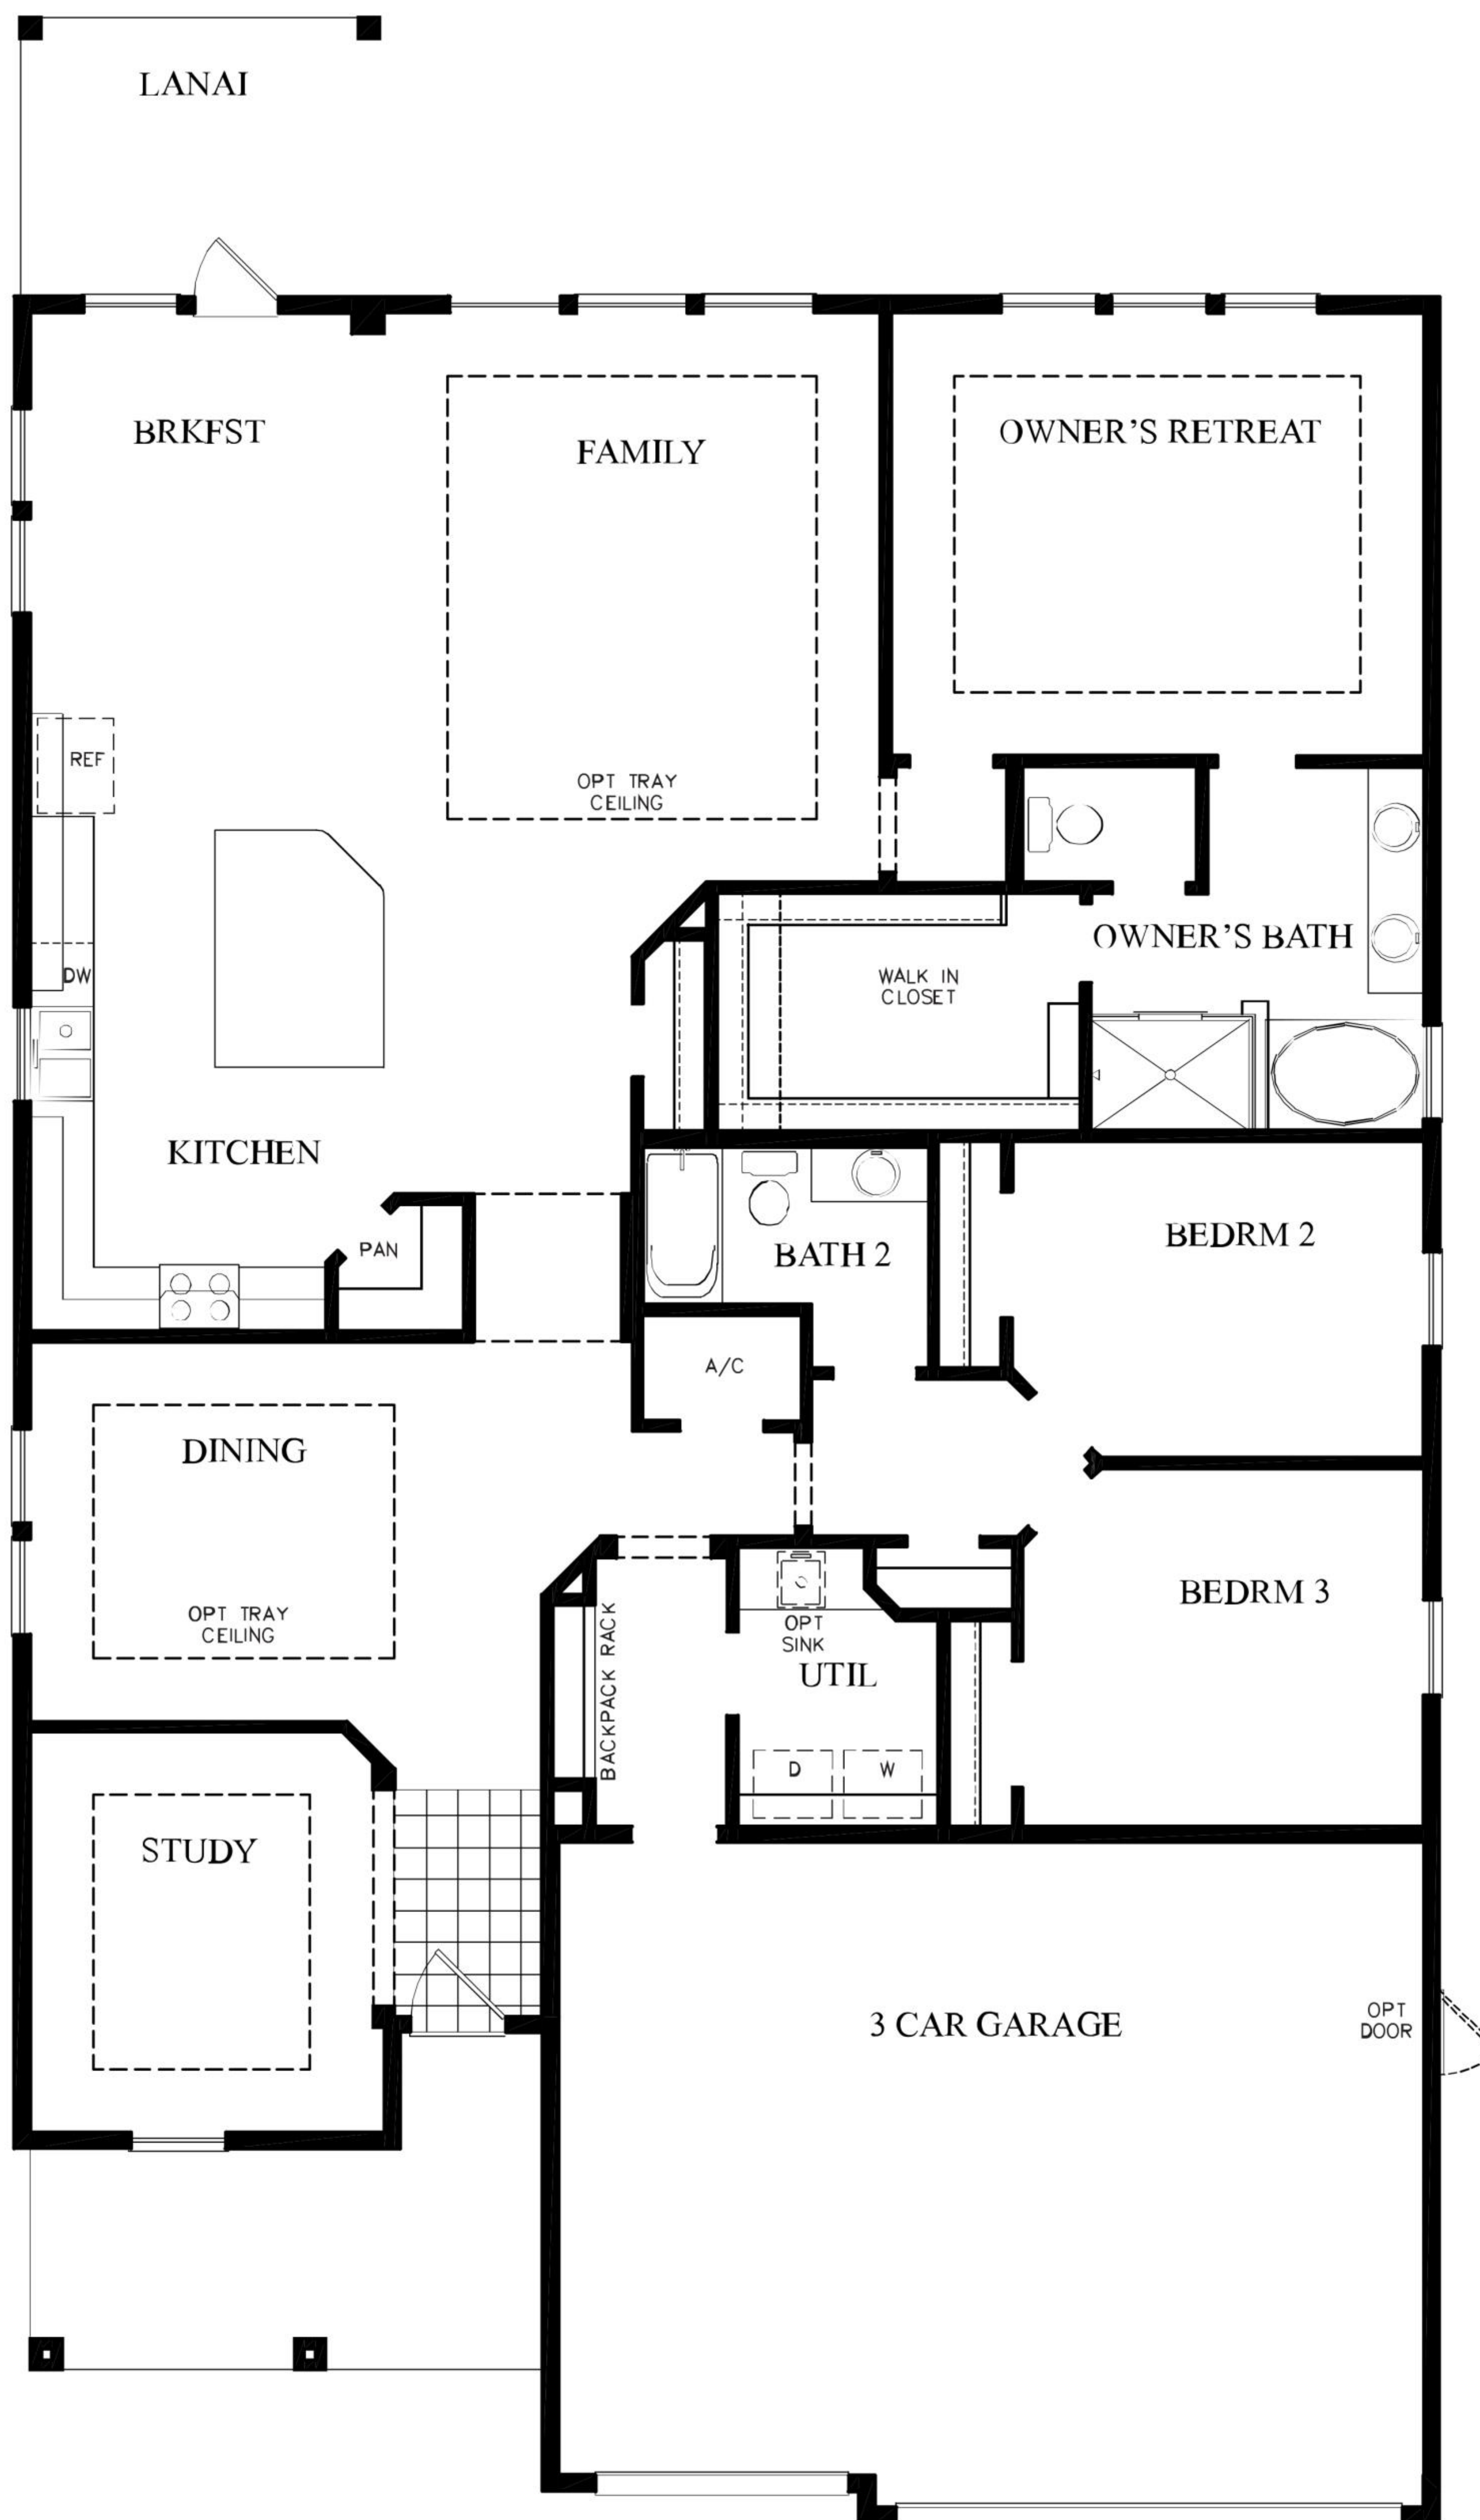 LANAI
BRKFST
FAMILY
OWNER'S RETREAT
REF
OPT TRAY
CEILING
OWNER'S BATH
DW
WALK IN
CLOSET
KITCHEN
PAN
BATH 2
BEDRM 2
A/C
DINING
OPT TRAY
CEILING
BACKPACK RACK
OPT
SINK
UTIL
BEDRM 3
D
W
STUDY
3 CAR GARAGE
OPT
DOOR